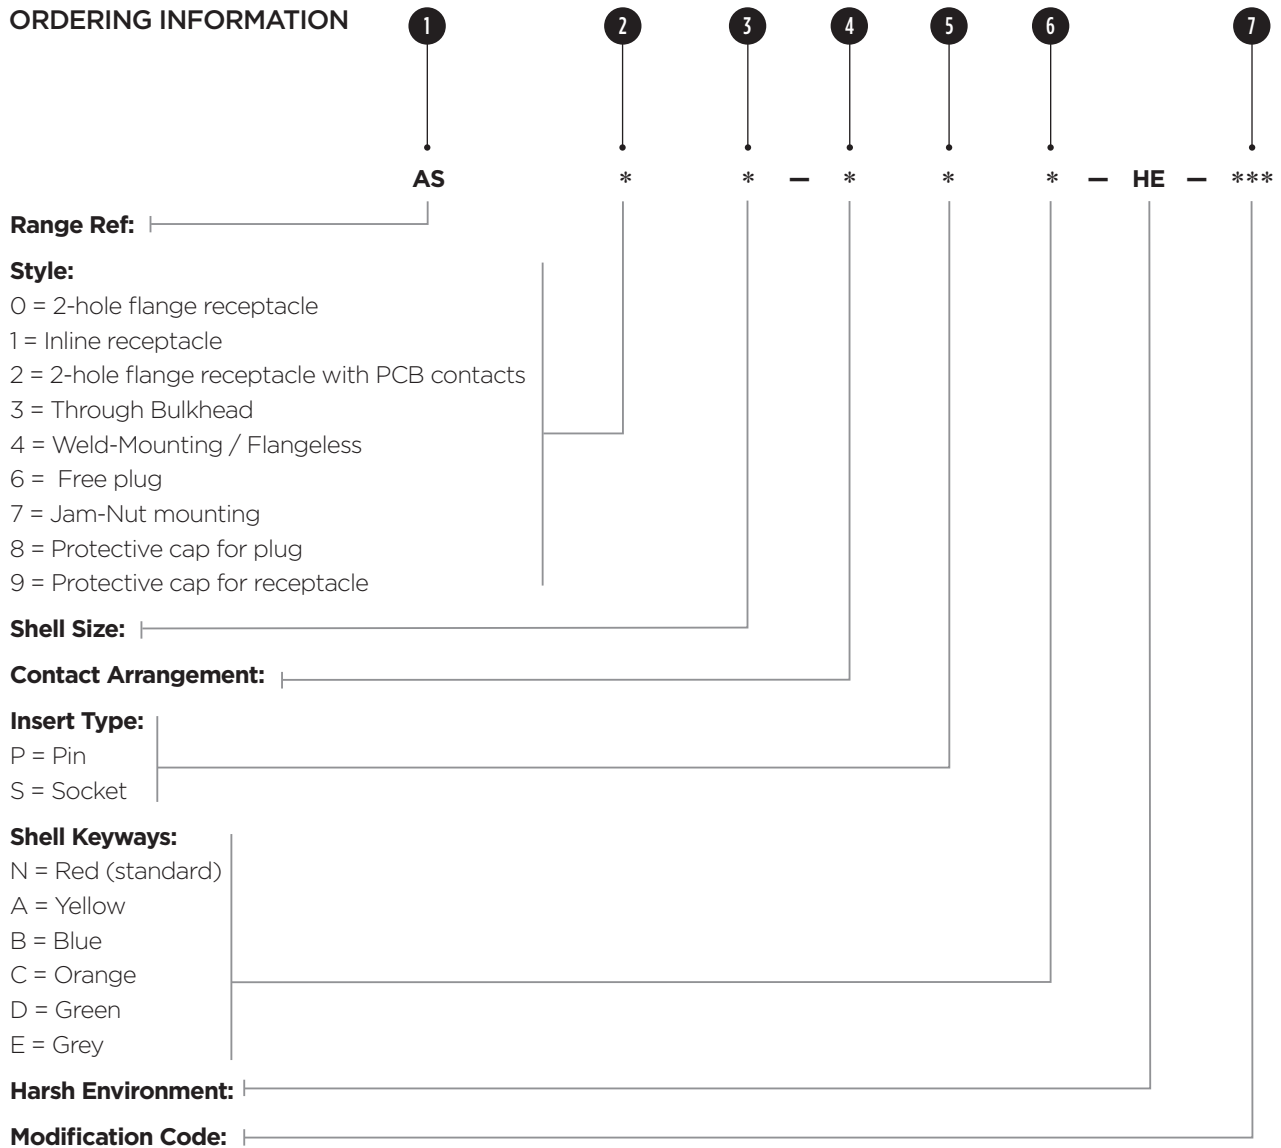 ORDERING INFORMATION
1 2 3 4 5 6 7
AS * * — * * * — HE — ***
Range Ref:
Style:
0 = 2-hole flange receptacle
1 = Inline receptacle
2 = 2-hole flange receptacle with PCB contacts
3 = Through Bulkhead
4 = Weld-Mounting / Flangeless
6 = Free plug
7 = Jam-Nut mounting
8 = Protective cap for plug
9 = Protective cap for receptacle
Shell Size:
Contact Arrangement:
Insert Type:
P = Pin
S = Socket
Shell Keyways:
N = Red (standard)
A = Yellow
B = Blue
C = Orange
D = Green
E = Grey
Harsh Environment:
Modification Code: